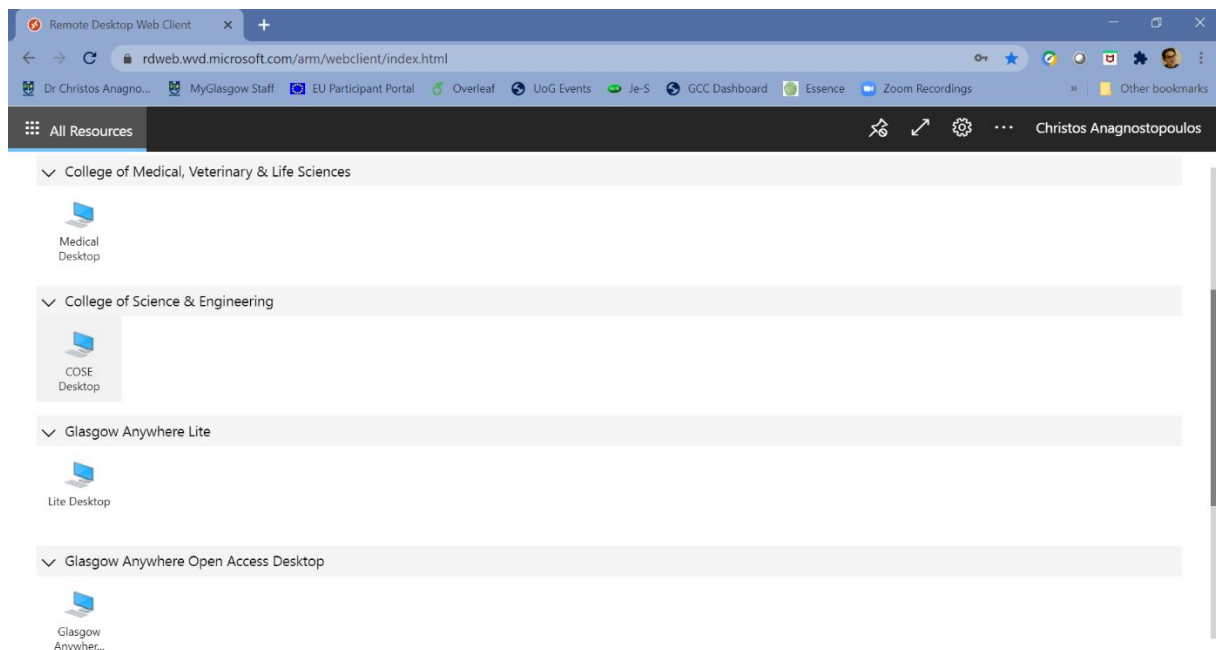 Remote Desktop Web Client
rdweb.wvd.microsoft.com/arm/webclient/index.html
Dr Christos Anagno... MyGlasgow Staff EU Participant Portal Overleaf UoG Events Je-S GCC Dashboard Essence Zoom Recordings » Other bookmarks
All Resources ... Christos Anagnostopoulos
College of Medical, Veterinary & Life Sciences
Medical
Desktop
College of Science & Engineering
COSE
Desktop
Glasgow Anywhere Lite
Lite Desktop
Glasgow Anywhere Open Access Desktop
Glasgow
Anywher...